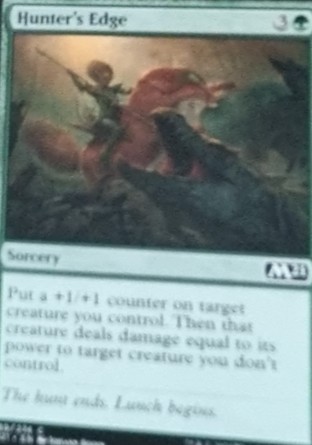 Hunter's Edge 3
Sorcery
M21
Put a +1/+1 counter on target
creature you control. Then that
creature deals damage equal to its
power to target creature you don't
control.
The hunt ends. Lunch begins.